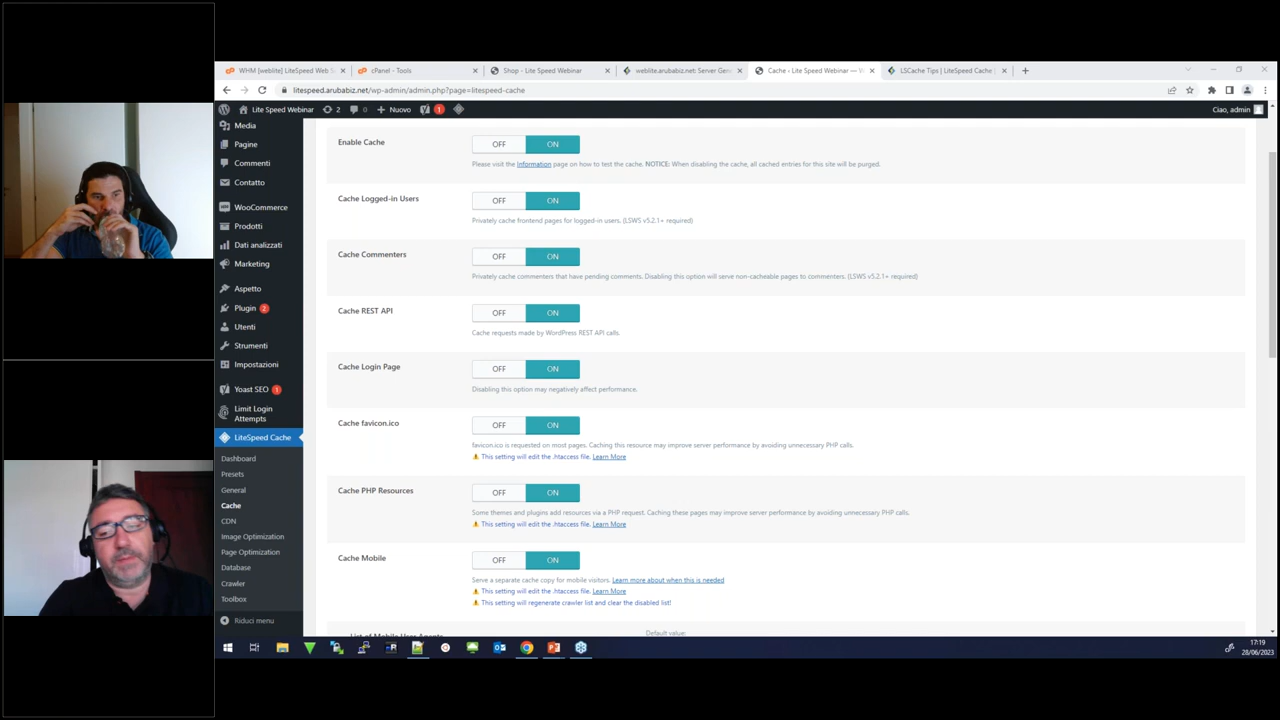 WHM [weblite] LiteSpeed Web S
cPanel - Tools
Shop - Lite Speed Webinar
weblite.arubabiz.net: Server Gen
Cache ‹ Lite Speed Webinar — W
LSCache Tips | LiteSpeed Cache
litespeed.arubabiz.net/wp-admin/admin.php?page=litespeed-cache
Lite Speed Webinar
2
0
Nuovo
1
Ciao, admin
Media
Pagine
Commenti
Contatto
WooCommerce
Prodotti
Dati analizzati
Marketing
Aspetto
Plugin 2
Utenti
Strumenti
Impostazioni
Yoast SEO 1
Limit Login
Attempts
LiteSpeed Cache
Dashboard
Presets
General
Cache
CDN
Image Optimization
Page Optimization
Database
Crawler
Toolbox
Riduci menu
Enable Cache
OFF ON
Please visit the Information page on how to test the cache. NOTICE: When disabling the cache, all cached entries for this site will be purged.
Cache Logged-in Users
OFF ON
Privately cache frontend pages for logged-in users. (LSWS v5.2.1+ required)
Cache Commenters
OFF ON
Privately cache commenters that have pending comments. Disabling this option will serve non-cacheable pages to commenters. (LSWS v5.2.1+ required)
Cache REST API
OFF ON
Cache requests made by WordPress REST API calls.
Cache Login Page
OFF ON
Disabling this option may negatively affect performance.
Cache favicon.ico
OFF ON
favicon.ico is requested on most pages. Caching this resource may improve server performance by avoiding unnecessary PHP calls.
This setting will edit the .htaccess file. Learn More
Cache PHP Resources
OFF ON
Some themes and plugins add resources via a PHP request. Caching these pages may improve server performance by avoiding unnecessary PHP calls.
This setting will edit the .htaccess file. Learn More
Cache Mobile
OFF ON
Serve a separate cache copy for mobile visitors. Learn more about when this is needed
This setting will edit the .htaccess file. Learn More
This setting will regenerate crawler list and clear the disabled list!
List of Mobile User Agents
Default value:
17:19
28/06/2023